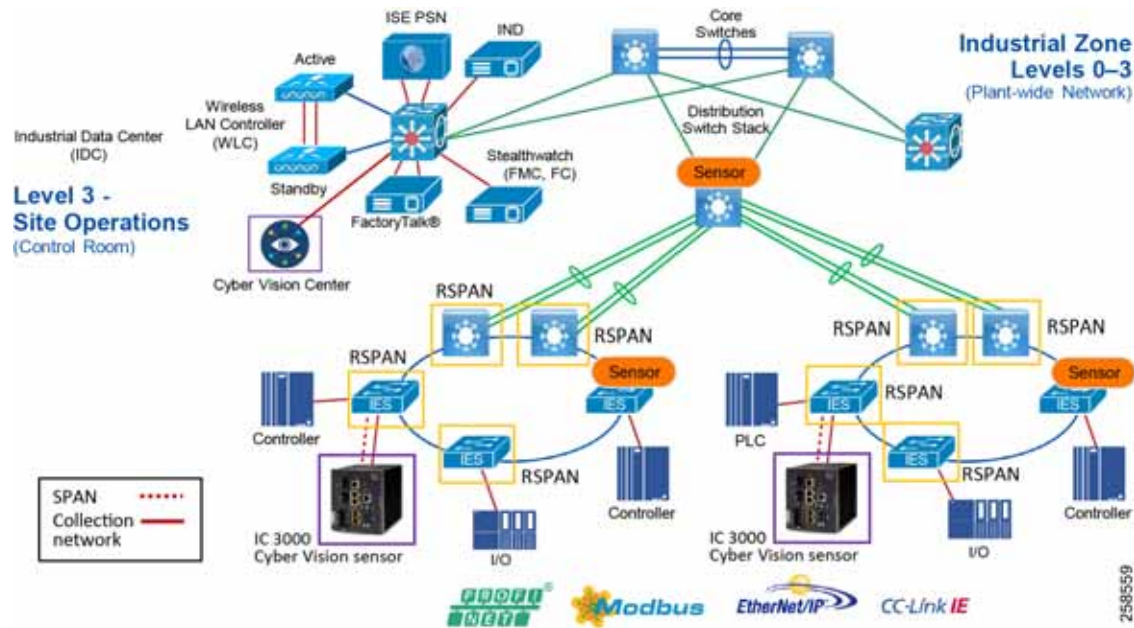 ISE PSN
IND
Core
Switches
Industrial Zone
Levels 0–3
(Plant-wide Network)
Active
Wireless
LAN Controller
(WLC)
Industrial Data Center
(IDC)
Standby
Distribution
Switch Stack
Stealthwatch
(FMC, FC)
FactoryTalk®
Sensor
Level 3 -
Site Operations
(Control Room)
Cyber Vision Center
RSPAN
RSPAN
RSPAN
Sensor
IES
IES
IES
RSPAN
Controller
Controller
IC 3000
Cyber Vision sensor
I/O
RSPAN
RSPAN
RSPAN
Sensor
IES
IES
IES
RSPAN
PLC
Controller
IC 3000
Cyber Vision sensor
I/O
SPAN
Collection
network
PROFI
NET®
Modbus
EtherNet/IP
CC-Link IE
258559